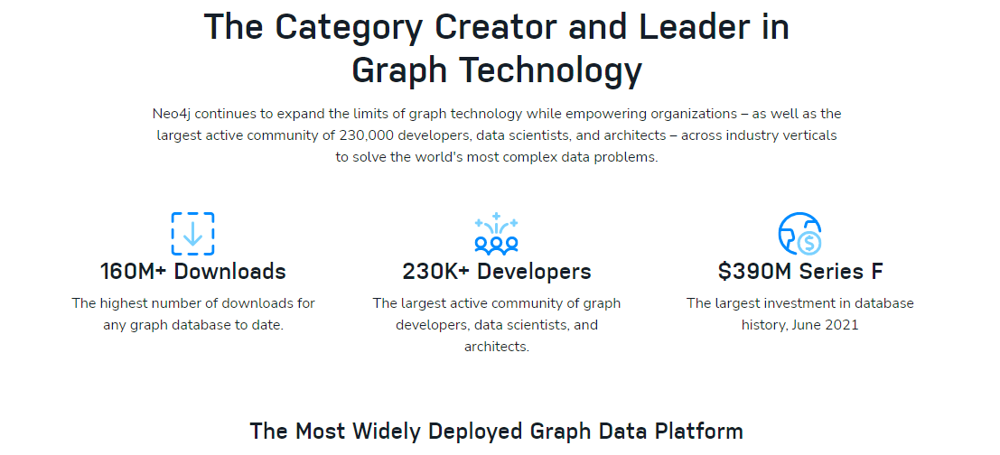 The Category Creator and Leader in
Graph Technology
Neo4j continues to expand the limits of graph technology while empowering organizations – as well as the
largest active community of 230,000 developers, data scientists, and architects – across industry verticals
to solve the world's most complex data problems.
160M+ Downloads
The highest number of downloads for
any graph database to date.
230K+ Developers
The largest active community of graph
developers, data scientists, and
architects.
$390M Series F
The largest investment in database
history, June 2021
The Most Widely Deployed Graph Data Platform